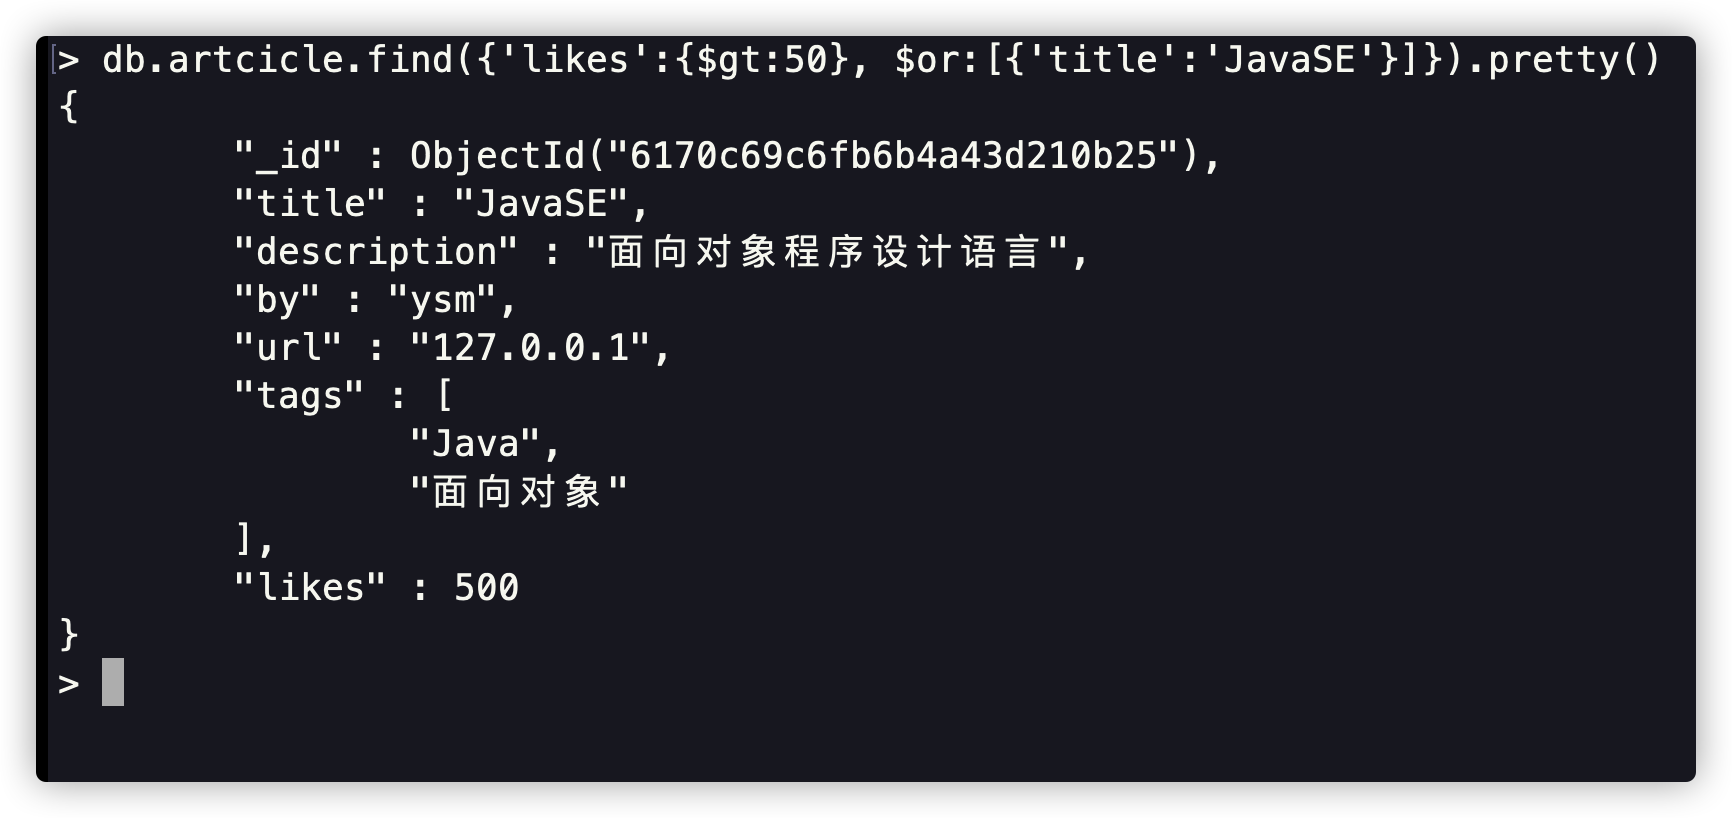 > db.artcicle.find({'likes':{$gt:50}, $or:[{'title':'JavaSE'}]}).pretty()
{
        "_id" : ObjectId("6170c69c6fb6b4a43d210b25"),
        "title" : "JavaSE",
        "description" : "面向对象程序设计语言",
        "by" : "ysm",
        "url" : "127.0.0.1",
        "tags" : [
                "Java",
                "面向对象"
        ],
        "likes" : 500
}
>